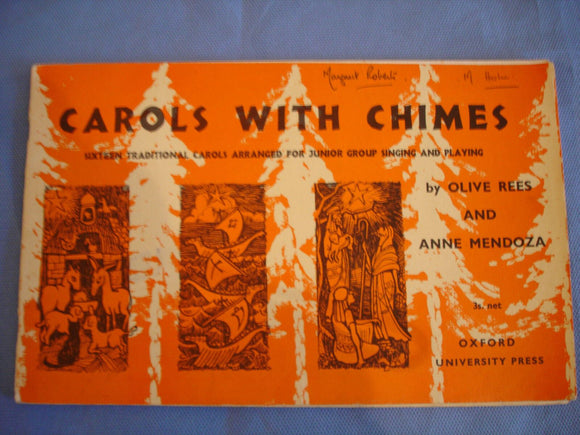 Margaret Roberts
M
CAROLS WITH CHIMES
SIXTEEN TRADITIONAL CAROLS ARRANGED FOR JUNIOR GROUP SINGING AND PLAYING
by OLIVE REES
AND
ANNE MENDOZA
3s. net
OXFORD
UNIVERSITY PRESS